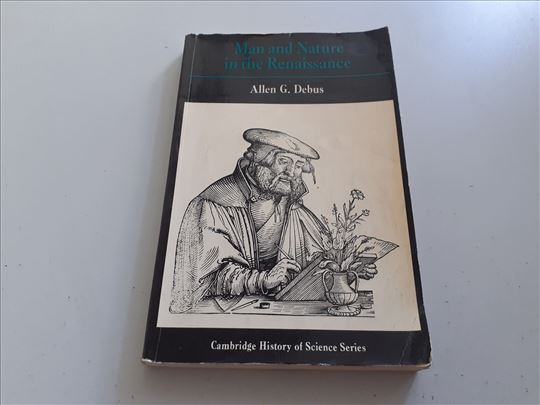 Man and Nature
in the Renaissance
Allen G. Debus
Cambridge History of Science Series